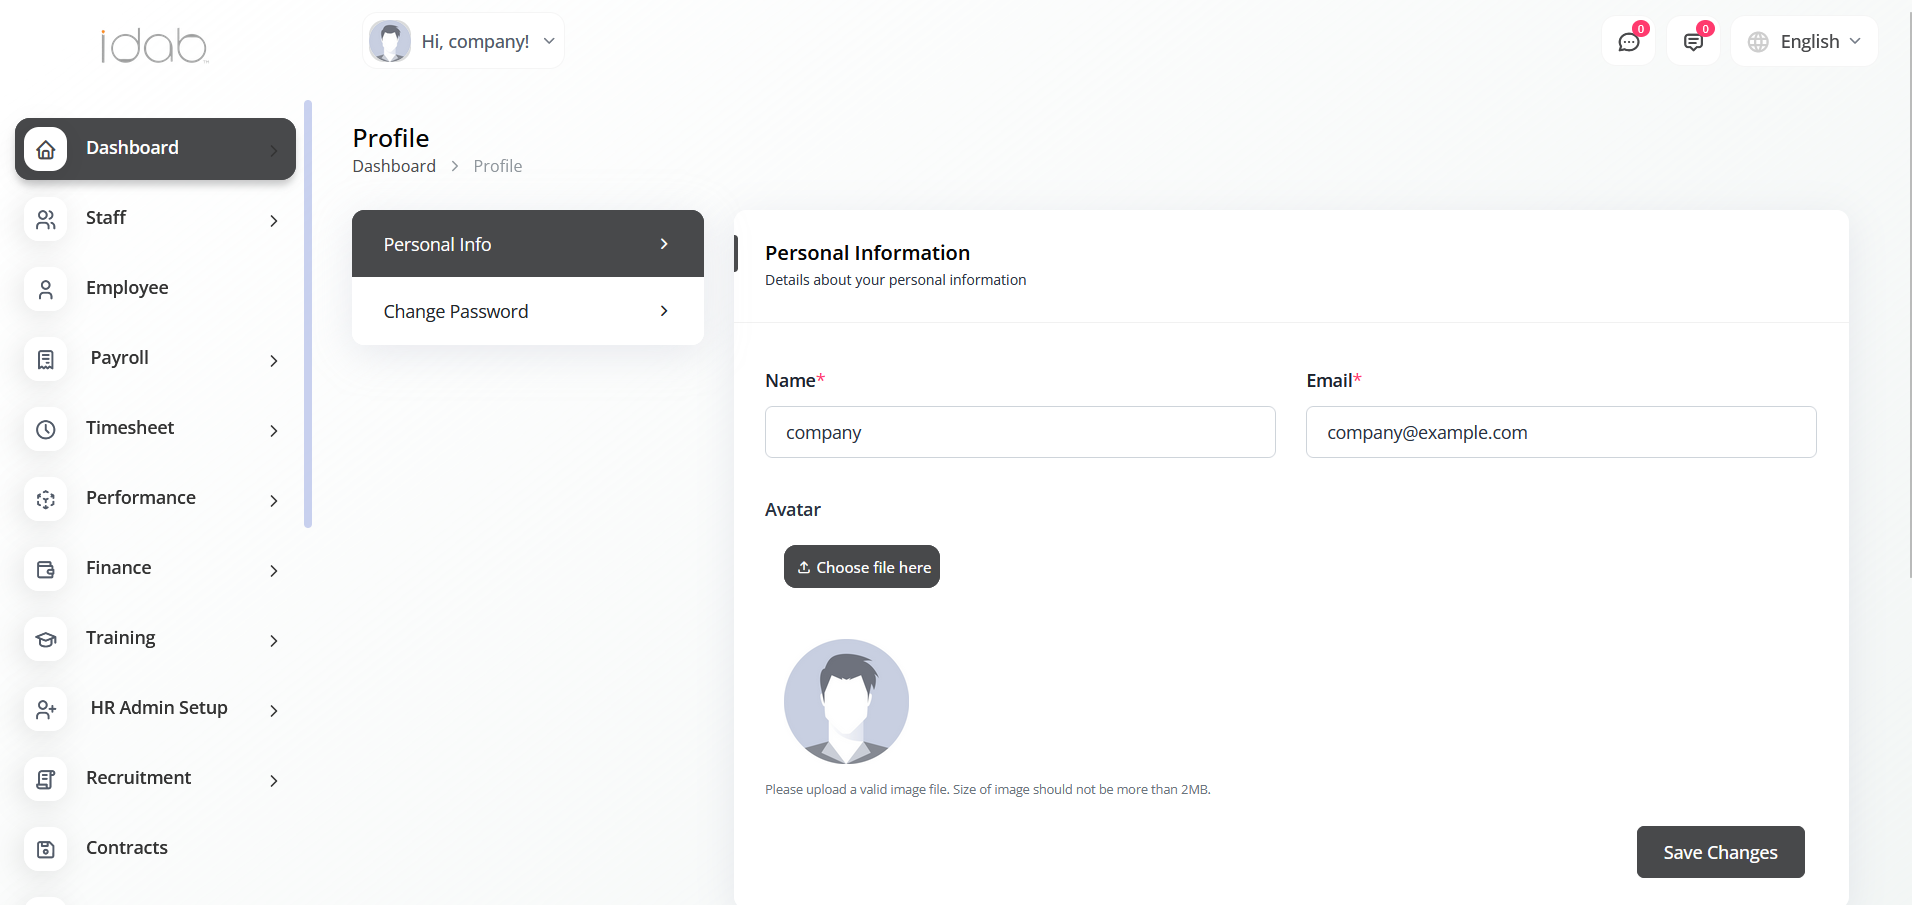 idab
Hi, company!
0
0
English
Dashboard
Staff
Employee
Payroll
Timesheet
Performance
Finance
Training
HR Admin Setup
Recruitment
Contracts
Profile
Dashboard > Profile
Personal Info
Change Password
Personal Information
Details about your personal information
Name*
Email*
company
company@example.com
Avatar
Choose file here
Please upload a valid image file. Size of image should not be more than 2MB.
Save Changes